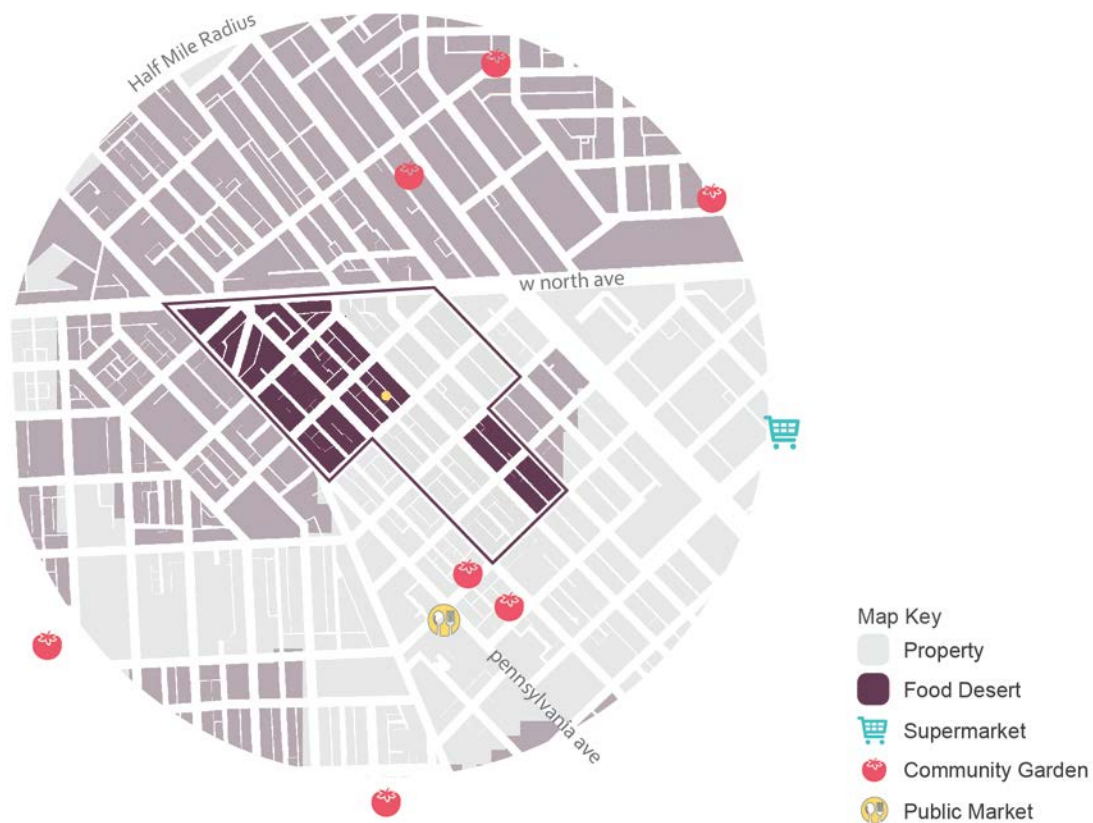 Half Mile Radius
w north ave
pennsylvania ave
Map Key
Property
Food Desert
Supermarket
Community Garden
Public Market